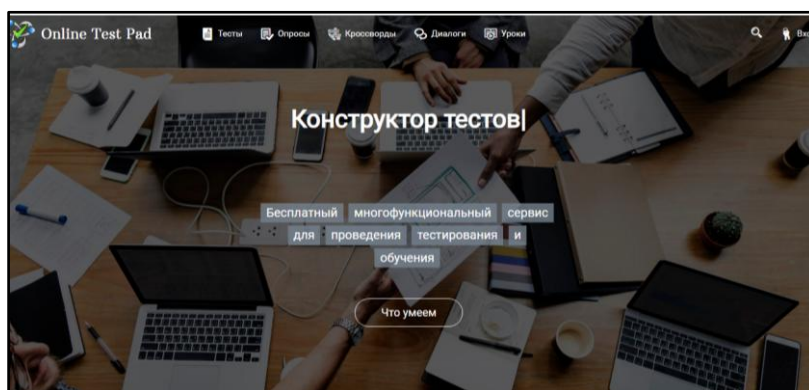 Online Test Pad Тесты Опросы Кроссворды Диалоги Уроки
Конструктор тестов
Бесплатный многофункциональный сервис
для проведения тестирования и
обучения
Что умеем